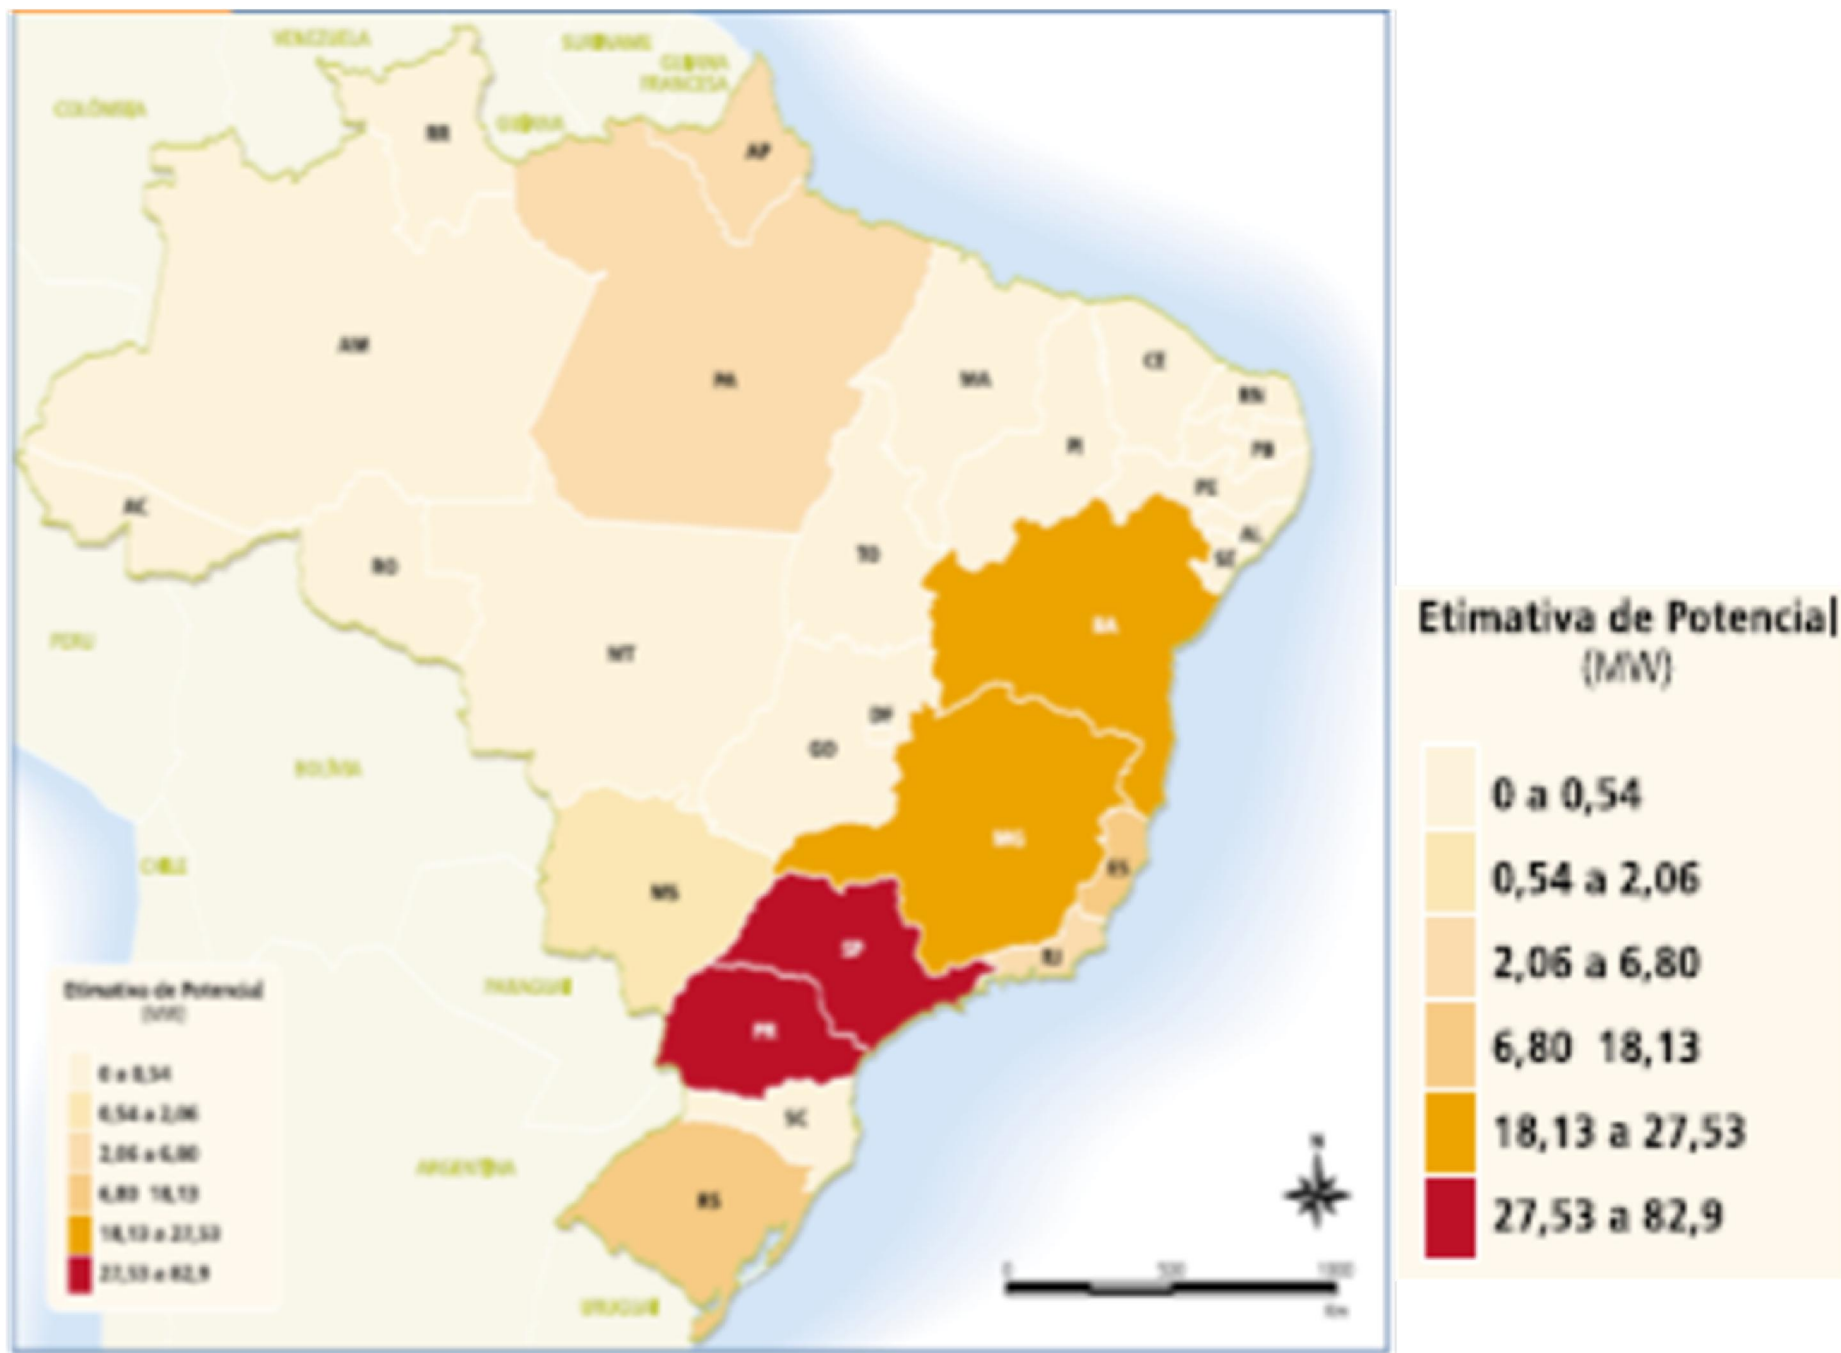 VENEZUELA
SURINAME
GUIANA
FRANCESA
COLÔMBIA
GUIANA
RR
AP
AM
PA
MA
CE
RN
PI
PB
PE
AC
AL
SE
TO
RO
BA
PERU
MT
DF
GO
BOLÍVIA
MG
CHILE
ES
MS
SP
RJ
PARAGUAI
PR
SC
ARGENTINA
RS
URUGUAI
N
0 500 1000
Km
Etimativa de Potencial
(MW)
0 a 0,54
0,54 a 2,06
2,06 a 6,80
6,80 18,13
18,13 a 27,53
27,53 a 82,9
Etimativa de Potencial
(MW)
0 a 0,54
0,54 a 2,06
2,06 a 6,80
6,80 18,13
18,13 a 27,53
27,53 a 82,9